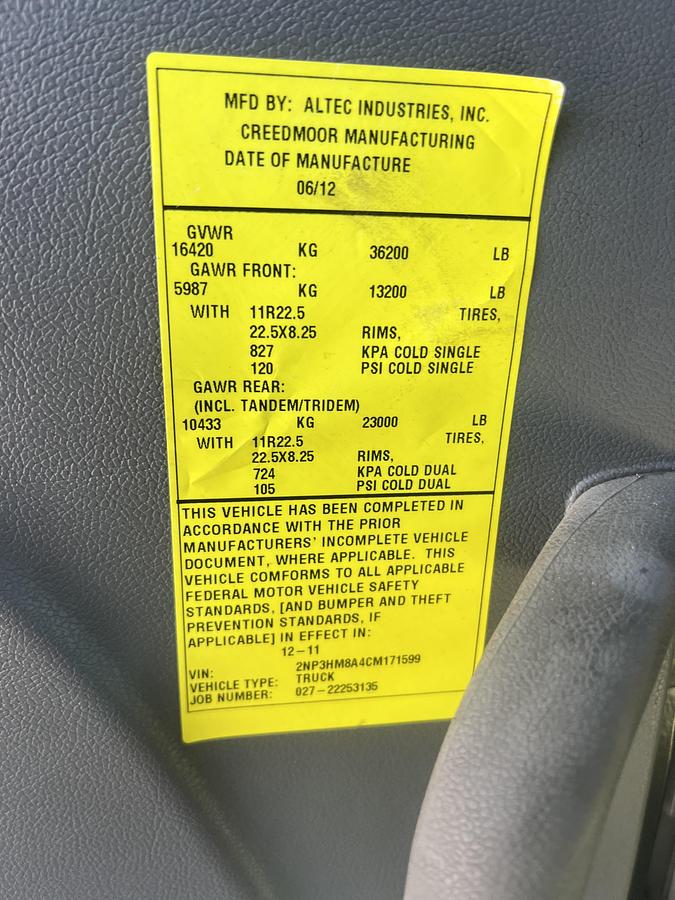 MFD BY: ALTEC INDUSTRIES, INC.
CREEDMOOR MANUFACTURING
DATE OF MANUFACTURE
06/12
GVWR
16420 KG 36200 LB
GAWR FRONT:
5987 KG 13200 LB
WITH 11R22.5 TIRES,
22.5X8.25 RIMS,
827 KPA COLD SINGLE
120 PSI COLD SINGLE
GAWR REAR:
(INCL. TANDEM/TRIDEM)
10433 KG 23000 LB
WITH 11R22.5 TIRES,
22.5X8.25 RIMS,
724 KPA COLD DUAL
105 PSI COLD DUAL
THIS VEHICLE HAS BEEN COMPLETED IN
ACCORDANCE WITH THE PRIOR
MANUFACTURERS' INCOMPLETE VEHICLE
DOCUMENT, WHERE APPLICABLE. THIS
VEHICLE COMFORMS TO ALL APPLICABLE
FEDERAL MOTOR VEHICLE SAFETY
STANDARDS, [AND BUMPER AND THEFT
PREVENTION STANDARDS, IF
APPLICABLE] IN EFFECT IN:
12-11
VIN: 2NP3HM8A4CM171599
VEHICLE TYPE: TRUCK
JOB NUMBER: 027-22253135